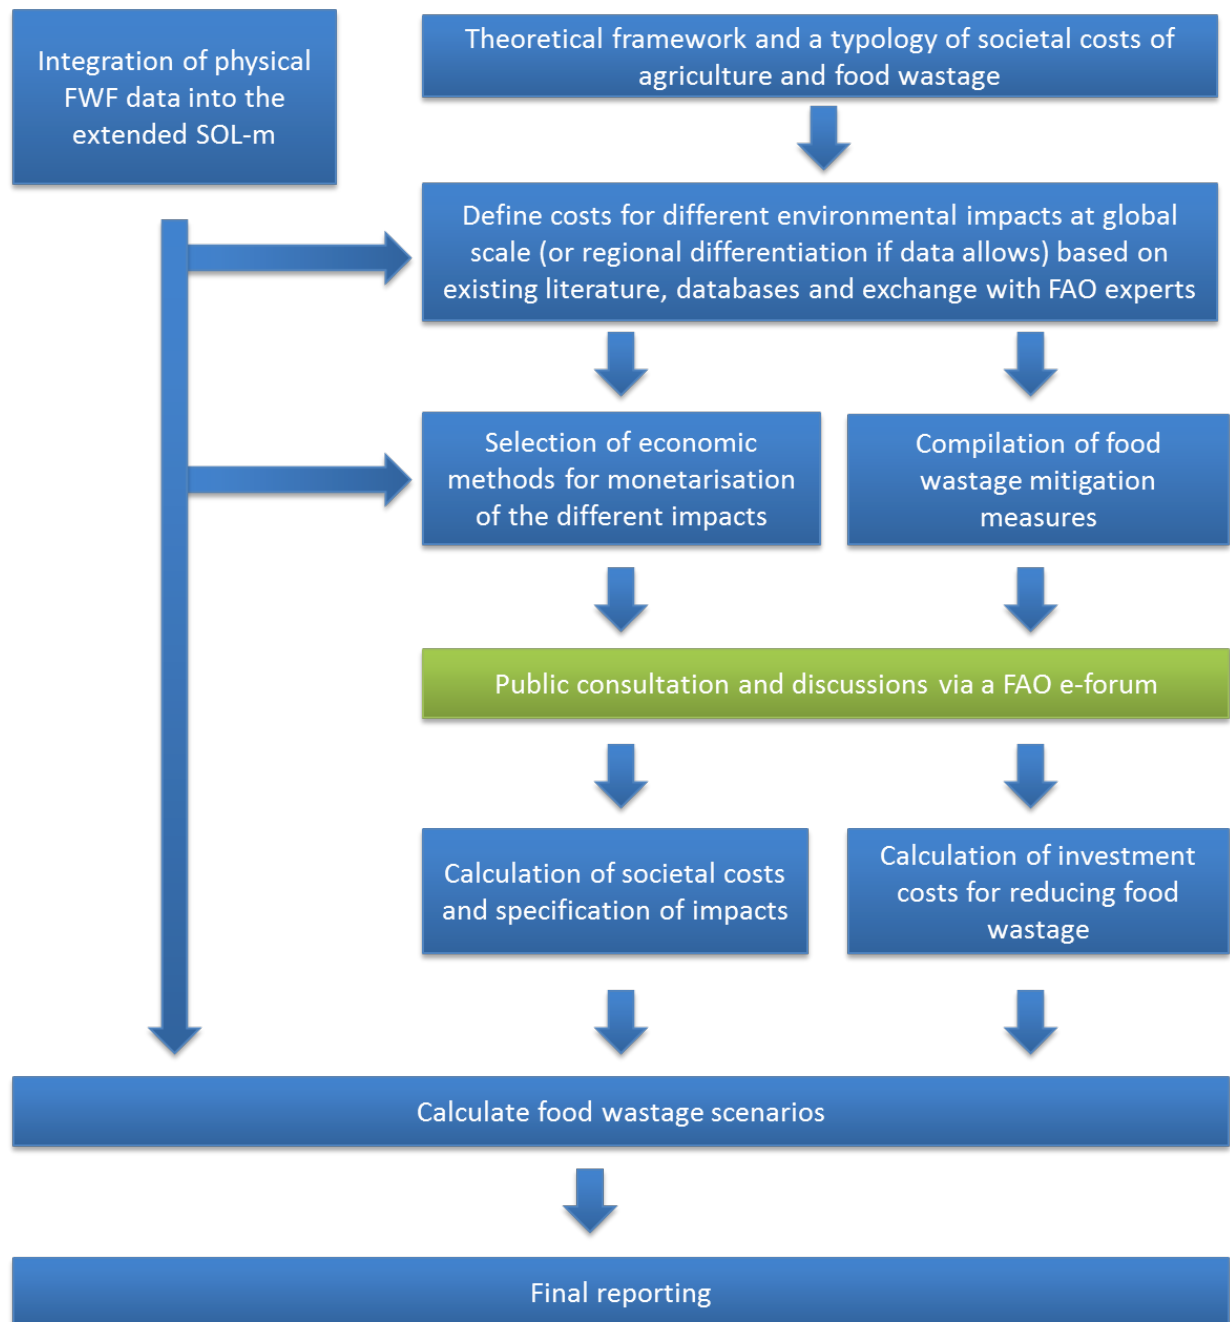 Integration of physical
FWF data into the
extended SOL-m
Theoretical framework and a typology of societal costs of
agriculture and food wastage
Define costs for different environmental impacts at global
scale (or regional differentiation if data allows) based on
existing literature, databases and exchange with FAO experts
Selection of economic
methods for monetarisation
of the different impacts
Compilation of food
wastage mitigation
measures
Public consultation and discussions via a FAO e-forum
Calculation of societal costs
and specification of impacts
Calculation of investment
costs for reducing food
wastage
Calculate food wastage scenarios
Final reporting